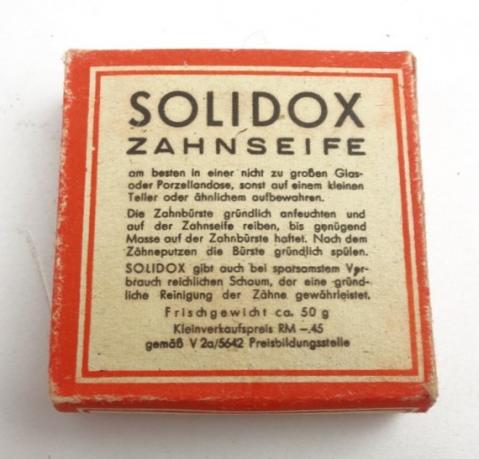 SOLIDOX
ZAHNSEIFE
am besten in einer nicht zu großen Glas-
oder Porzellandose, sonst auf einem kleinen
Teller oder ähnlichem aufbewahren.
Die Zahnbürste gründlich anfeuchten und
auf der Zahnseife reiben, bis genügend
Masse auf der Zahnbürste haftet. Nach dem
Zähneputzen die Bürste gründlich spülen.
SOLIDOX gibt auch bei sparsamstem Ver-
brauch reichlichen Schaum, der eine gründ-
liche Reinigung der Zähne gewährleistet.
Frischgewicht ca. 50 g
Kleinverkaufspreis RM –.45
gemäß V 2a/5642 Preisbildungsstelle